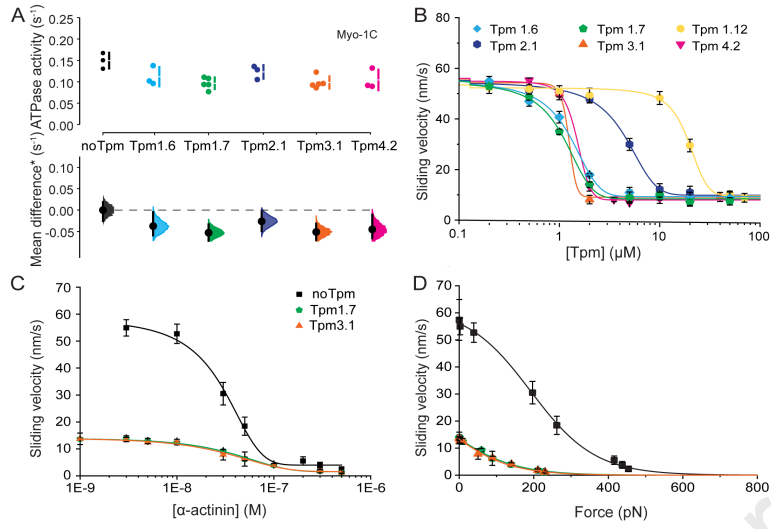 A
Myo-1C
ATPase activity (s-1)
0.25
0.20
0.15
0.10
0.05
0.00
noTpm Tpm1.6 Tpm1.7 Tpm2.1 Tpm3.1 Tpm4.2
Mean difference* (s-1)
0.100
0.050
0.00
-0.05
B
Tpm 1.6 Tpm 1.7 Tpm 1.12
Tpm 2.1 Tpm 3.1 Tpm 4.2
Sliding velocity (nm/s)
80
60
40
20
0
0.1 1 10 100
[Tpm] (µM)
C
noTpm
Tpm1.7
Tpm3.1
Sliding velocity (nm/s)
70
60
50
40
30
20
10
0
1E-9 1E-8 1E-7 1E-6
[α-actinin] (M)
D
Sliding velocity (nm/s)
70
60
50
40
30
20
10
0
0 200 400 600 800
Force (pN)